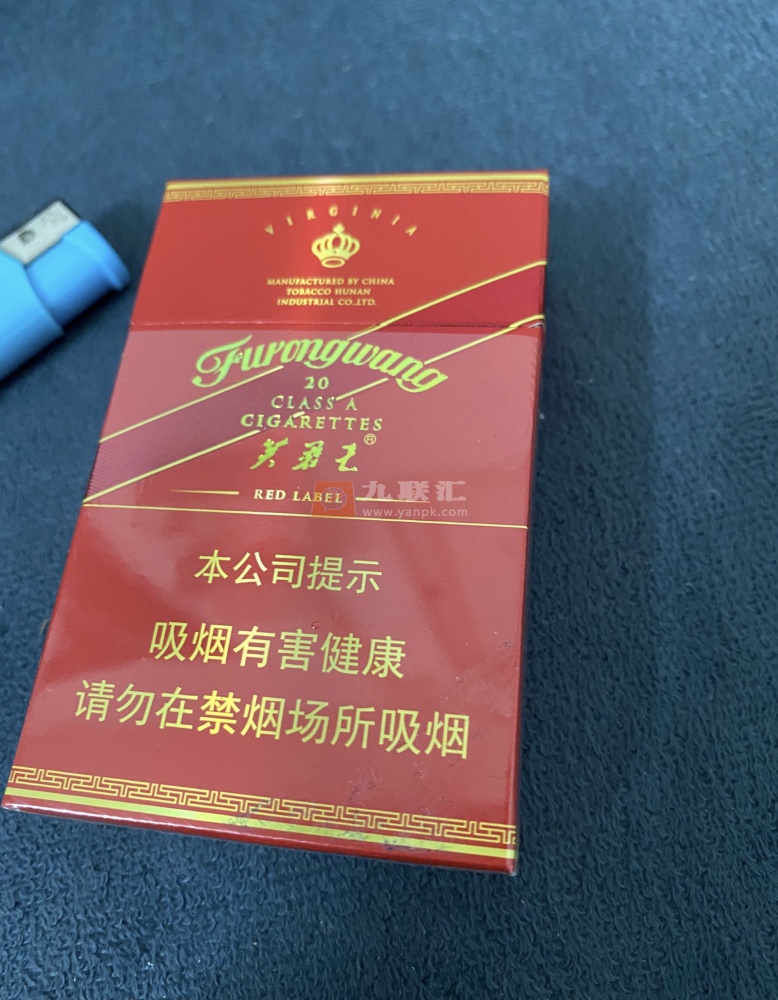 VIRGINIA
MANUFACTURED BY CHINA
TOBACCO HUNAN
INDUSTRIAL CO.,LTD.
Furongwang
20
CLASS A
CIGARETTES
芙蓉王®
RED LABEL
九联汇
www.yanpk.com
本公司提示
吸烟有害健康
请勿在禁烟场所吸烟